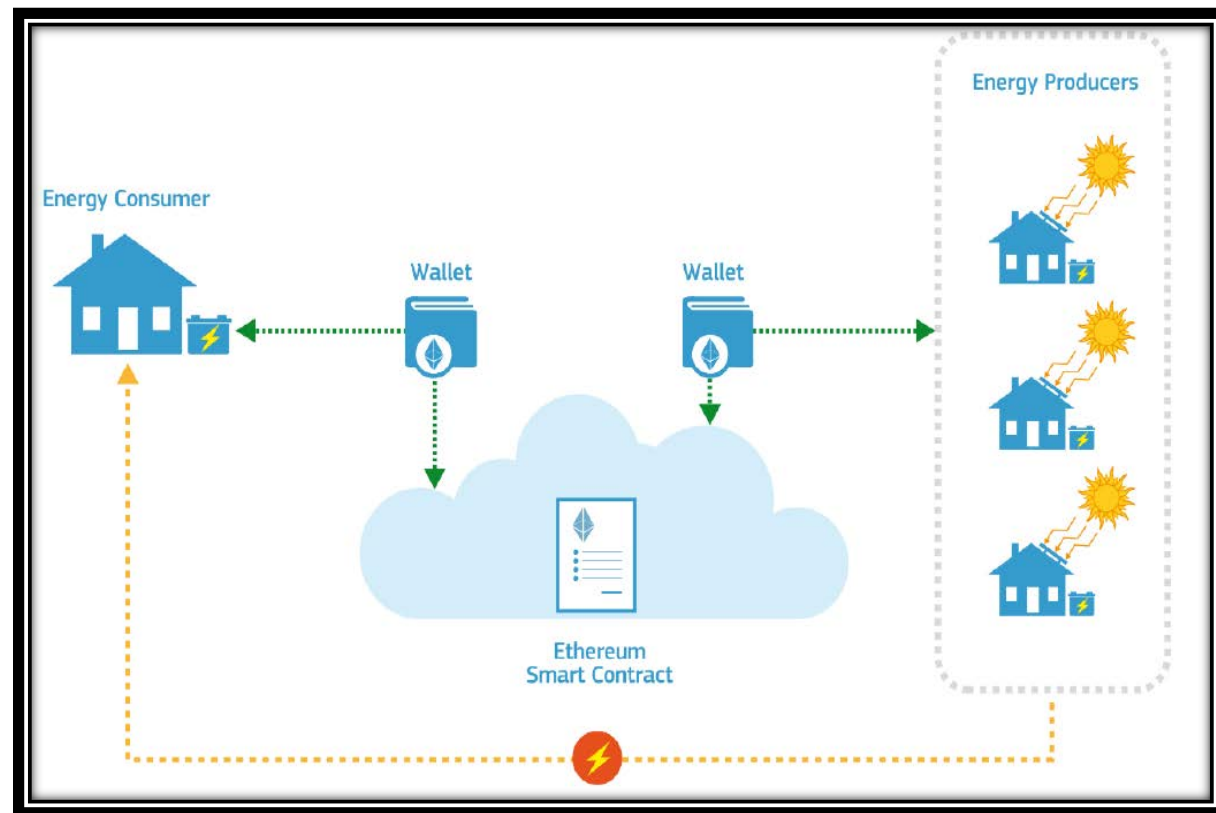 Energy Producers
Energy Consumer
Wallet
Wallet
Ethereum
Smart Contract